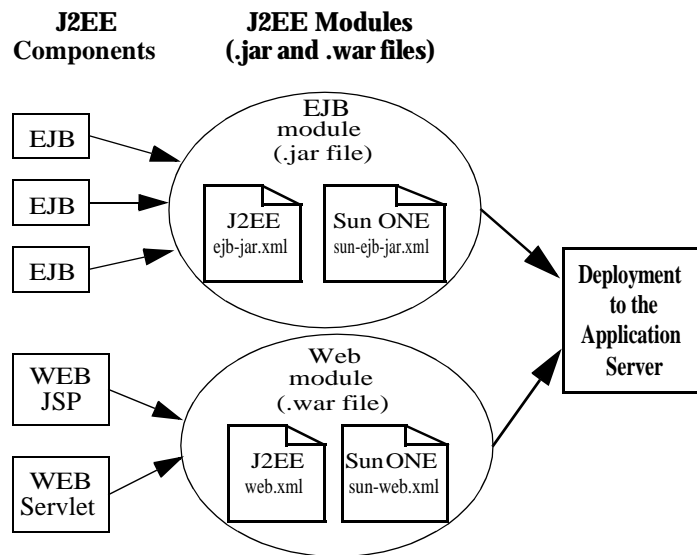 J2EE
Components
J2EE Modules
(.jar and .war files)
EJB
EJB
EJB
EJB
module
(.jar file)
J2EE
ejb-jar.xml
Sun ONE
sun-ejb-jar.xml
WEB
JSP
WEB
Servlet
Web
module
(.war file)
J2EE
web.xml
Sun ONE
sun-web.xml
Deployment
to the
Application
Server